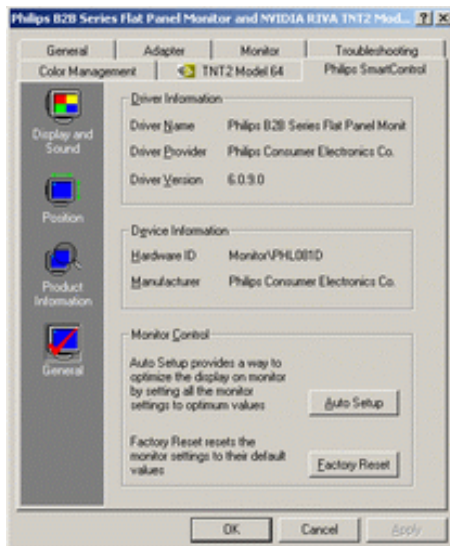 Philips B2B Series Flat Panel Monitor and NVIDIA RIVA TNT2 Mod...
General
Adapter
Monitor
Troubleshooting
Color Management
TNT2 Model 64
Philips SmartControl
Display and
Sound
Position
Product
Information
General
Driver Information
Driver Name Philips B2B Series Flat Panel Monit
Driver Provider Philips Consumer Electronics Co.
Driver Version 6.0.9.0
Device Information
Hardware ID Monitor\PHL081D
Manufacturer Philips Consumer Electronics Co.
Monitor Control
Auto Setup provides a way to
optimize the display on monitor
by setting all the monitor
settings to optimum values
Auto Setup
Factory Reset resets the
monitor settings to their default
values
Factory Reset
OK
Cancel
Apply